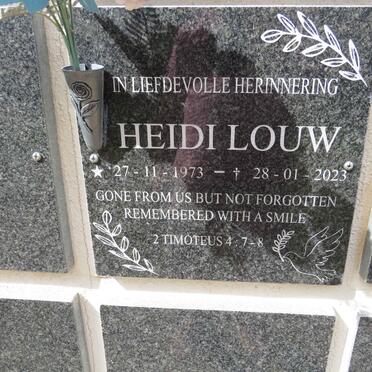 IN LIEFDEVOLLE HERINNERING
HEIDI LOUW
★ 27-11-1973 – † 28-01-2023
GONE FROM US BUT NOT FORGOTTEN
REMEMBERED WITH A SMILE
2 TIMOTEUS 4-7-8